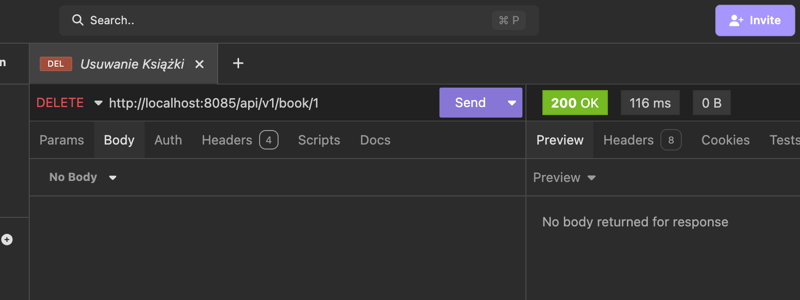 Search..
⌘ P
Invite
n
DEL Usuwanie Książki
DELETE http://localhost:8085/api/v1/book/1 Send 200 OK 116 ms 0 B
Params Body Auth Headers 4 Scripts Docs Preview Headers 8 Cookies Tests
No Body Preview
No body returned for response